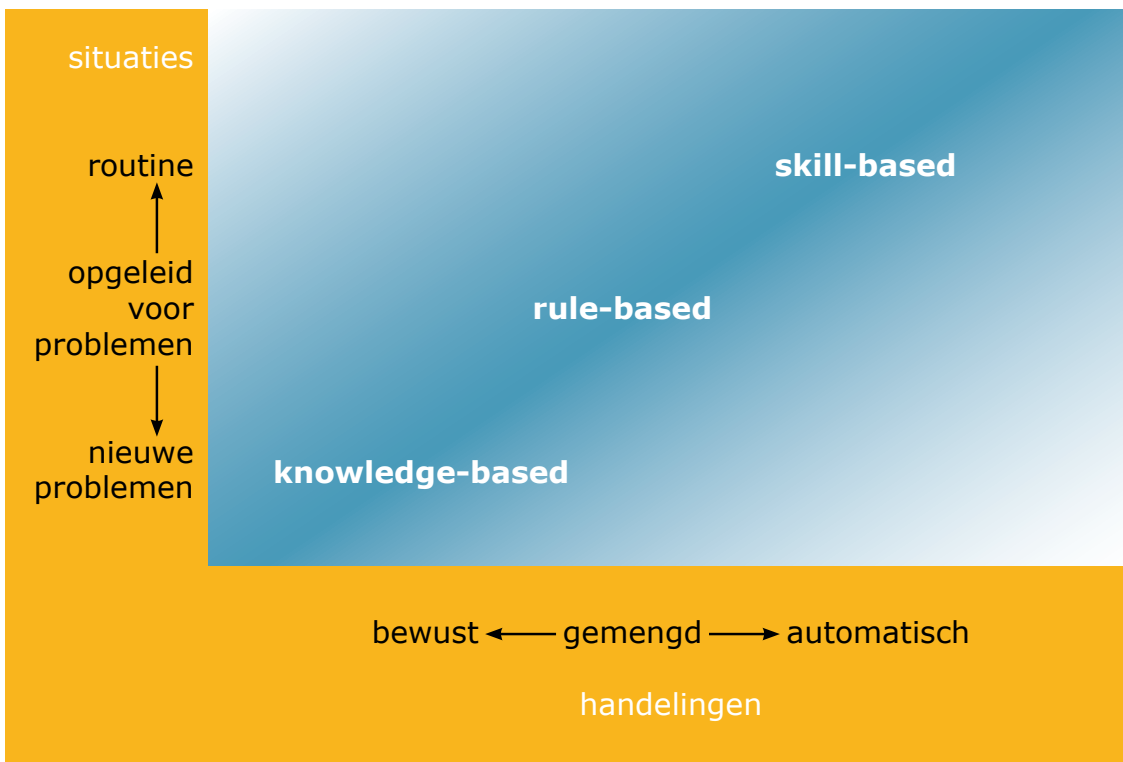 situaties
routine
skill-based
opgeleid
voor
problemen
rule-based
nieuwe
problemen
knowledge-based
bewust gemengd automatisch
handelingen